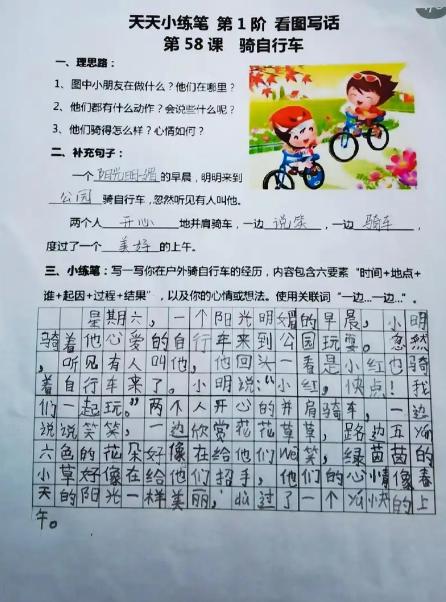 天天小练笔 第1阶 看图写话
第58课 骑自行车
一、理思路：
1、图中小朋友在做什么？他们在哪里？
2、他们都有什么动作？会说些什么呢？
3、他们骑得怎么样？心情如何？
二、补充句子：
一个 阳光明媚 的早晨，明明来到
公园 骑自行车，忽然听见有人叫他。
两个人 开心 地并肩骑车，一边 说笑 ，一边 骑车 ，
度过了一个 美好 的上午。
三、小练笔：写一写你在户外骑自行车的经历，内容包含六要素“时间+地点+
谁+起因+过程+结果”，以及你的心情或想法。使用关联词“一边…一边…”。
星期六，一个阳光明媚的早晨，小明
骑着他心爱的自行车来到公园玩耍。忽然
，听见有人叫他，他回头一看是小红也骑
着自行车来了。小明说：“小红，快点！我
们一起玩。”两个人开心的并肩骑车，一边
说说笑笑，一边欣赏花花草草，路边五颜
六色的花朵好像在给他们wēi笑，绿茵茵的
小草好像在给他们招手，他们的心情像春
天的阳光一样美丽，dù过了一个愉快的上
午。